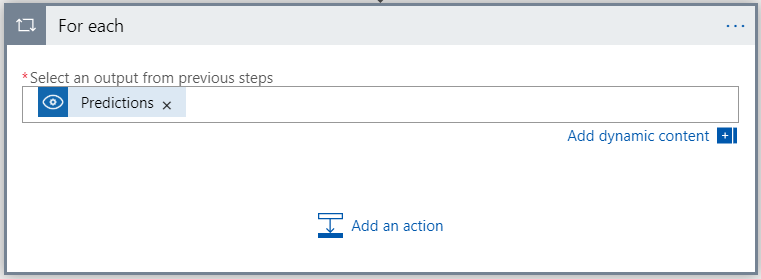 For each
*Select an output from previous steps
Predictions ×
Add dynamic content
Add an action